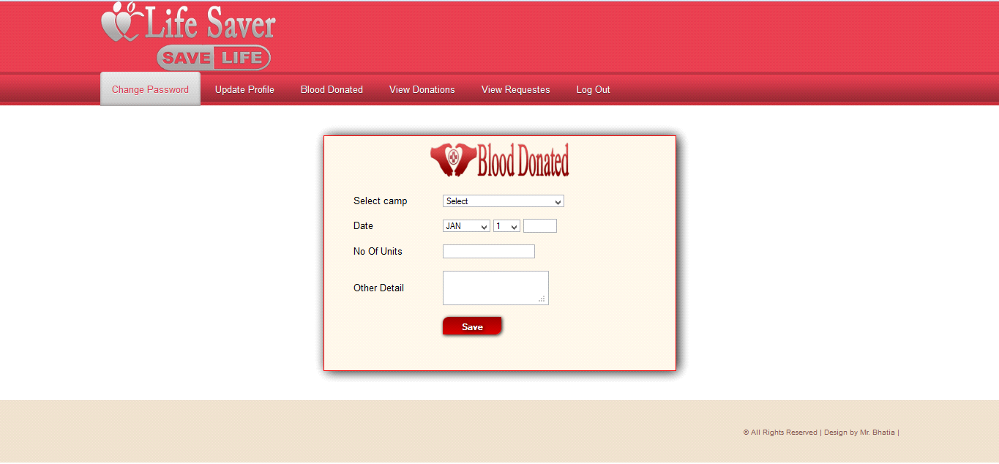 Life Saver
SAVE LIFE
Change Password Update Profile Blood Donated View Donations View Requestes Log Out
Blood Donated
Select camp Select
Date JAN 1
No Of Units
Other Detail
Save
© All Rights Reserved | Design by Mr. Bhatia |